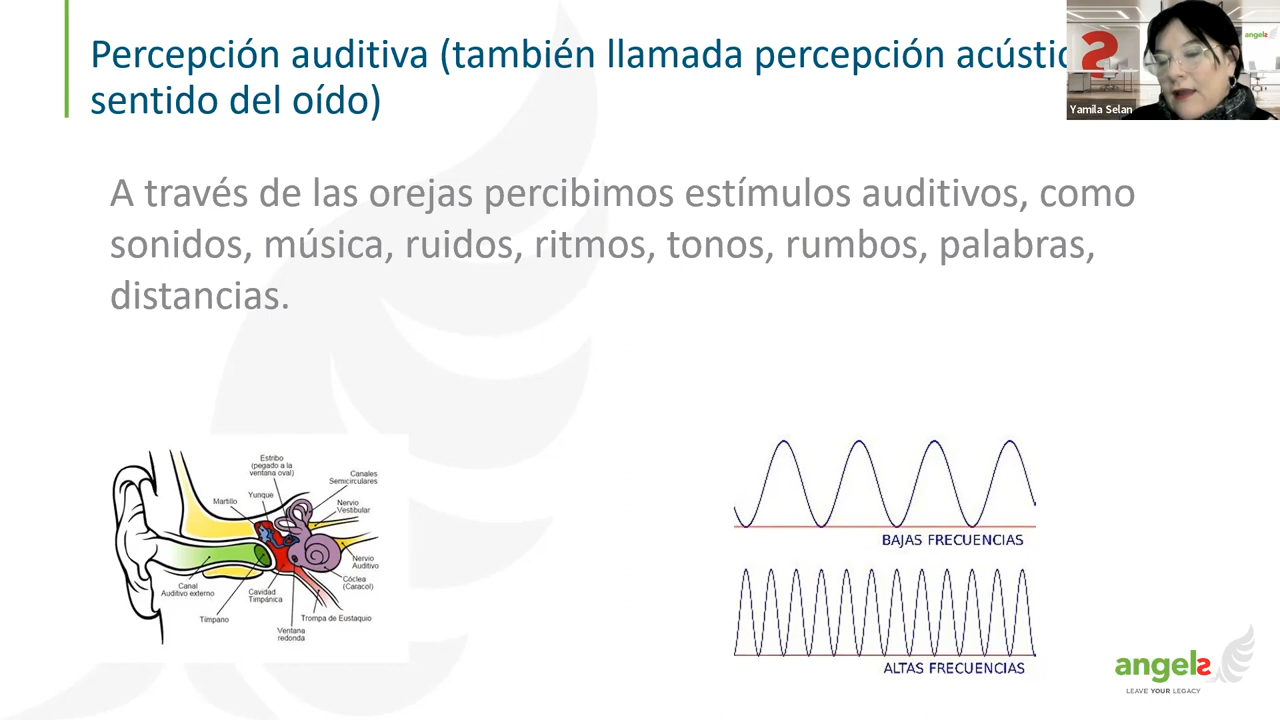 Percepción auditiva (también llamada percepción acústic
sentido del oído)
angels
Yamila Selan
A través de las orejas percibimos estímulos auditivos, como
sonidos, música, ruidos, ritmos, tonos, rumbos, palabras,
distancias.
Estribo
(pegado a la
ventana oval)
Canales
Semicirculares
Martillo
Yunque
Nervio
Vestibular
Nervio
Auditivo
Canal
Auditivo externo
Cavidad
Timpánica
Cóclea
(Caracol)
Tímpano
Trompa de Eustaquio
Ventana
redonda
BAJAS FRECUENCIAS
ALTAS FRECUENCIAS
angels
LEAVE YOUR LEGACY